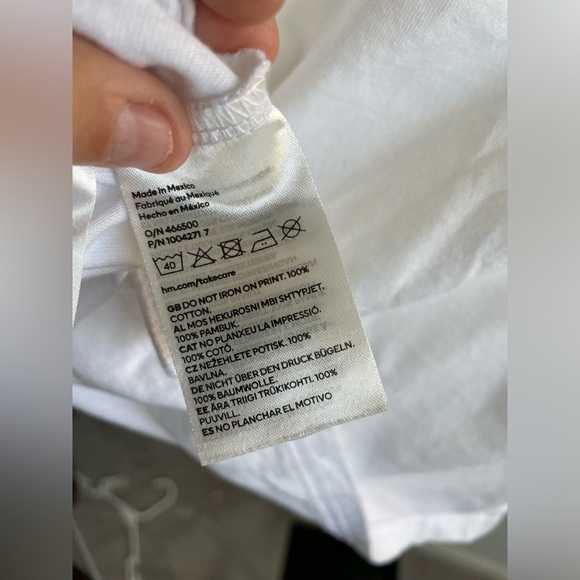 Made in Mexico
Fabriqué au Mexique
Hecho en México
O/N 466500
P/N 1004271 7
40
hm.com/takecare
GB DO NOT IRON ON PRINT. 100%
COTTON.
AL MOS HEKUROSNI MBI SHTYPJET.
100% PAMBUK.
CAT NO PLANXEU LA IMPRESSIÓ.
100% COTÓ.
CZ NEŽEHLETE POTISK. 100%
BAVLNA.
DE NICHT ÜBER DEN DRUCK BÜGELN.
100% BAUMWOLLE.
EE ÄRA TRIIGI TRÜKIKOHTI. 100%
PUUVILL.
ES NO PLANCHAR EL MOTIVO